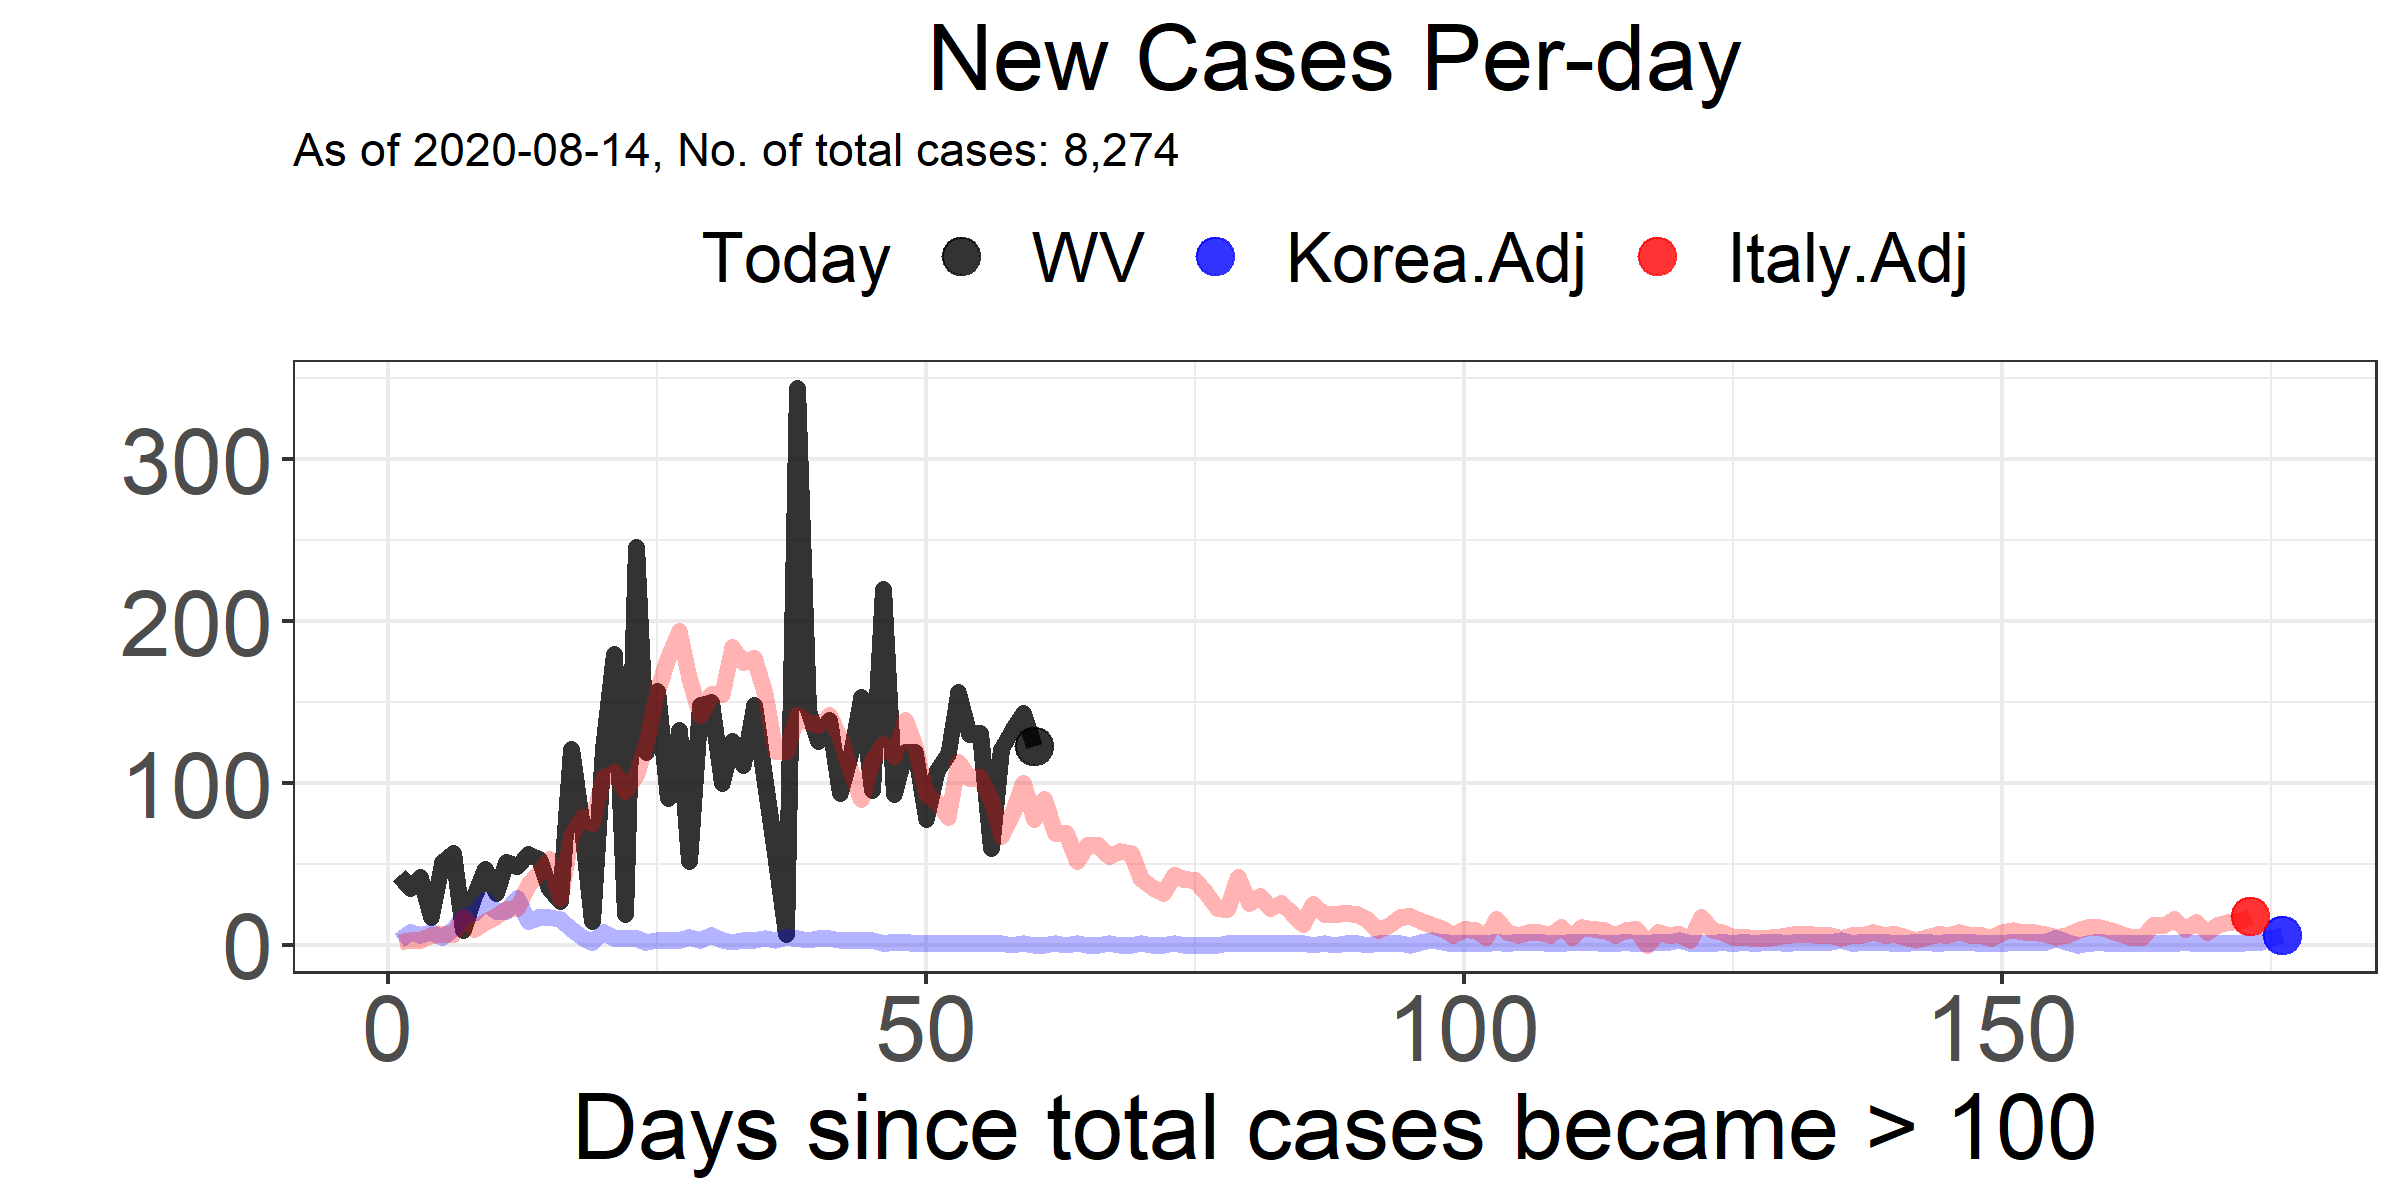 New Cases Per-day
As of 2020-08-14, No. of total cases: 8,274
Today WV Korea.Adj Italy.Adj
300
200
100
0
0 50 100 150
Days since total cases became > 100